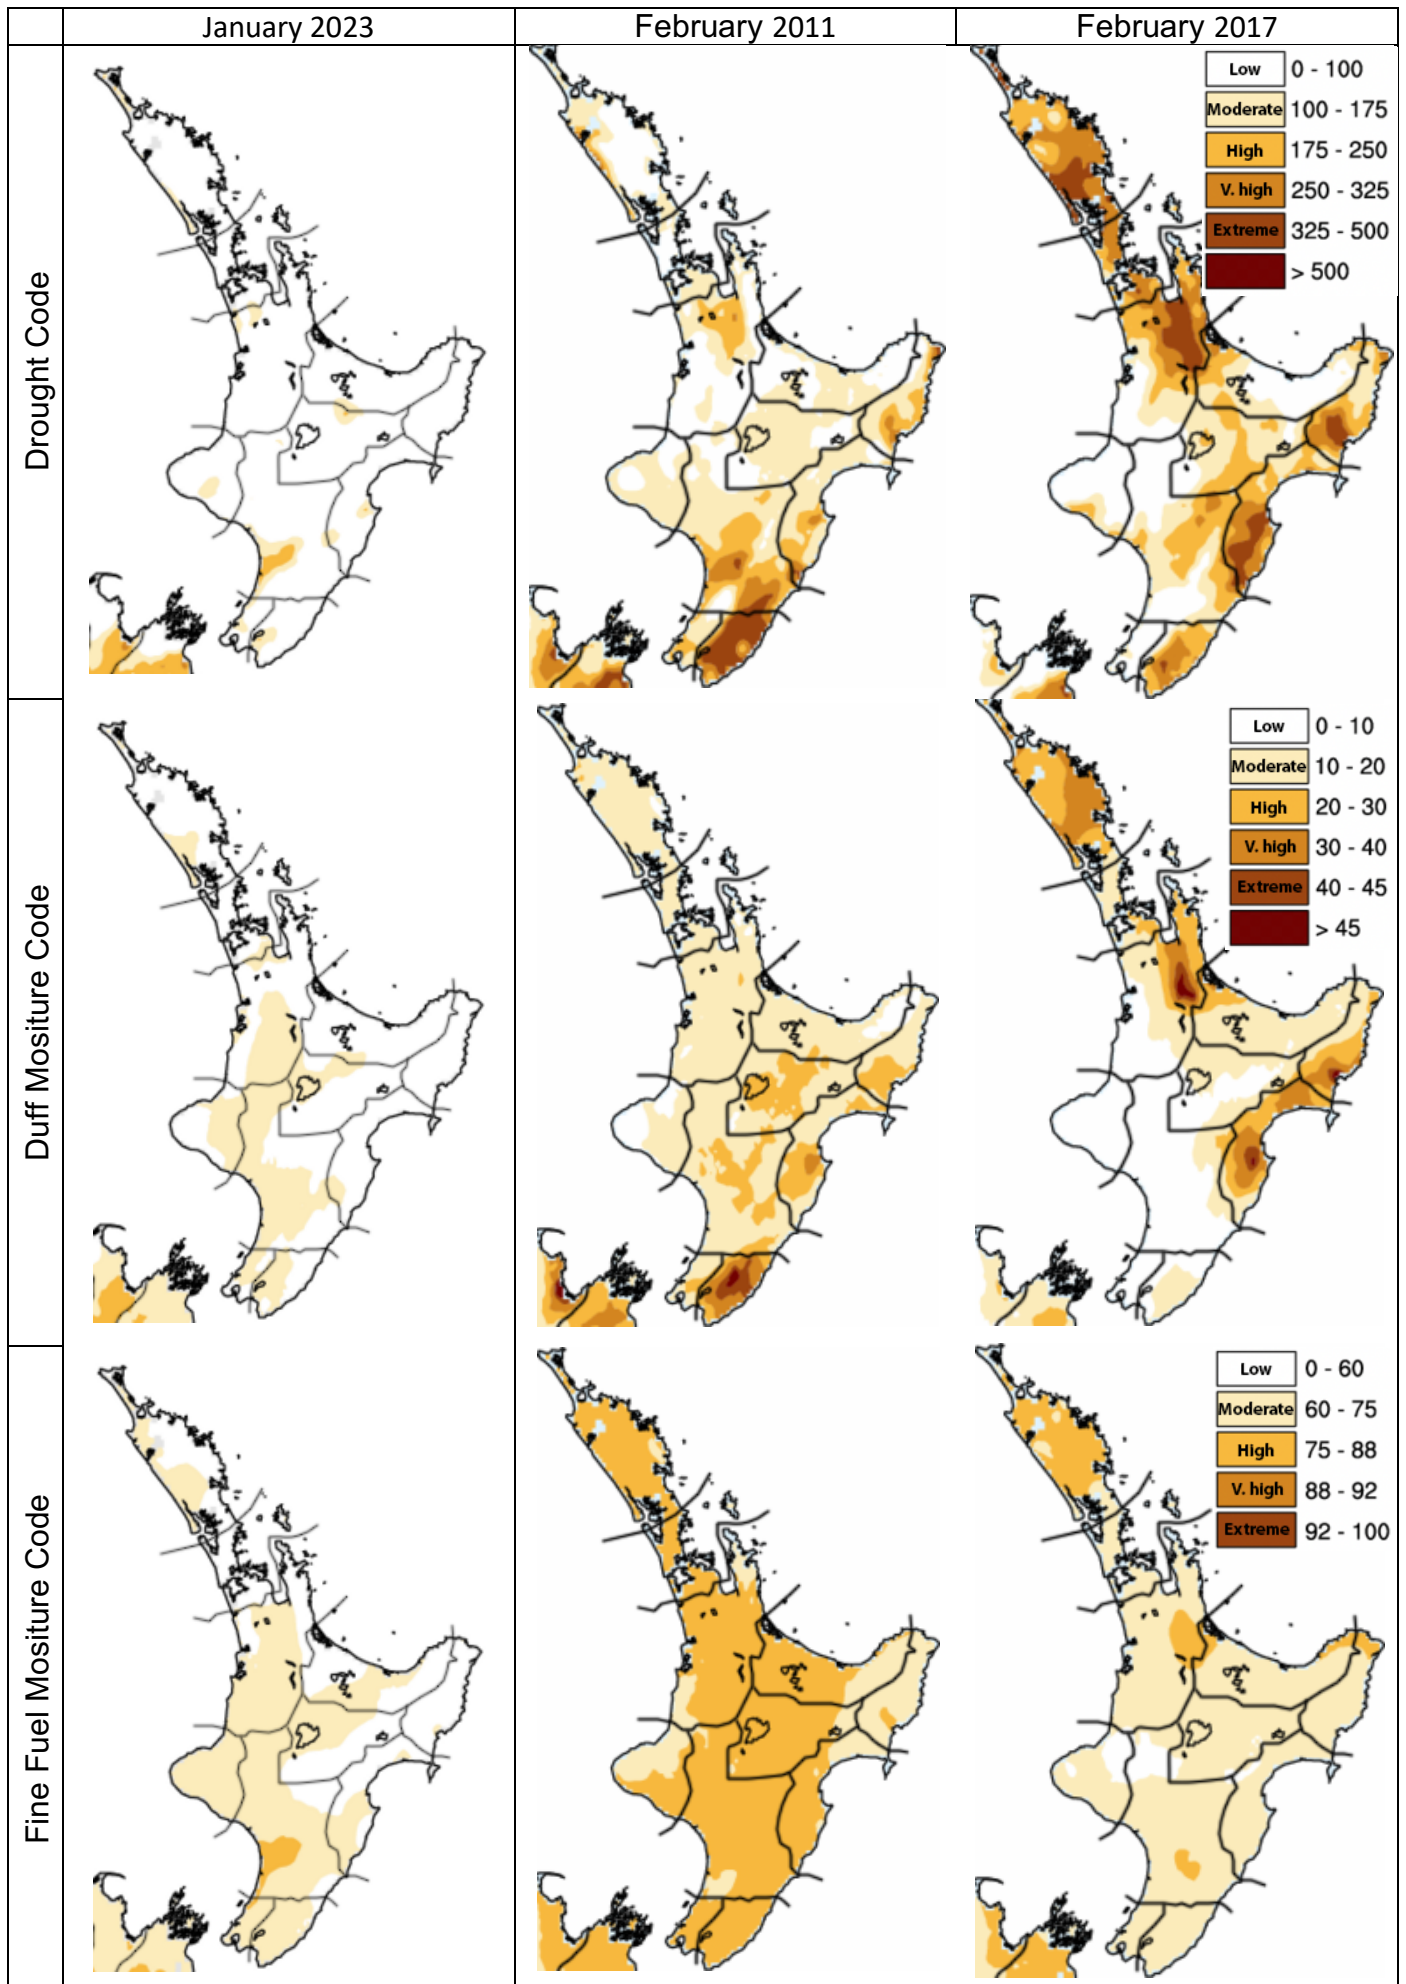 January 2023
February 2011
February 2017
Drought Code
Low 0 - 100
Moderate 100 - 175
High 175 - 250
V. high 250 - 325
Extreme 325 - 500
> 500
Duff Mositure Code
Low 0 - 10
Moderate 10 - 20
High 20 - 30
V. high 30 - 40
Extreme 40 - 45
> 45
Fine Fuel Mositure Code
Low 0 - 60
Moderate 60 - 75
High 75 - 88
V. high 88 - 92
Extreme 92 - 100